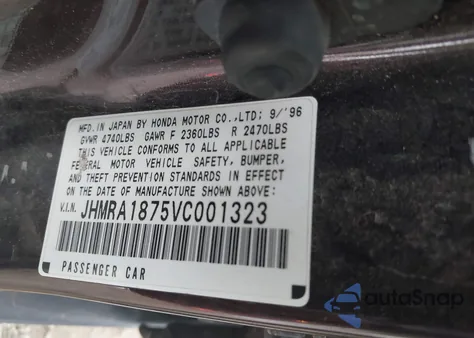 MFD.IN JAPAN BY HONDA MOTOR CO.,LTD; 9/'96
GVWR 4740LBS GAWR F 2360LBS R 2470LBS
THIS VEHICLE CONFORMS TO ALL APPLICABLE
FEDERAL MOTOR VEHICLE SAFETY, BUMPER,
AND THEFT PREVENTION STANDARDS IN EFFECT
ON THE DATE OF MANUFACTURE SHOWN ABOVE:
V.I.N. JHMRA1875VC001323
PASSENGER CAR
autoSnap